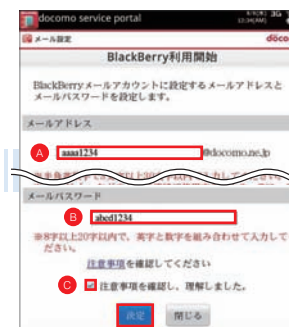 docomo service portal
3G
メール設定
BlackBerry利用開始
BlackBerryメールアカウントに設定するメールアドレスと
メールパスワードを設定します。
メールアドレス
A aaaa1234 @docomo.ne.jp
メールパスワード
B abcd1234
※8字以上20字以内で、英字と数字を組み合わせて入力して
ださい。
注意事項を確認してください
C 注意事項を確認し、理解しました。
決定 閉じる